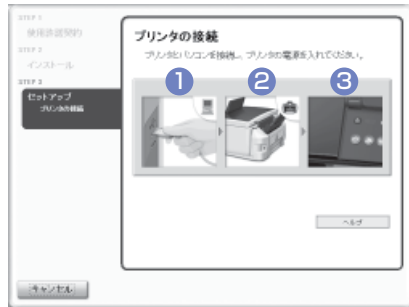 STEP 1
使用許諾契約
STEP 2
インストール
STEP 3
セットアップ
プリンタの接続
プリンタの接続
プリンタとパソコンを接続し、プリンタの電源を入れてください。
1
2
3
ヘルプ
キャンセル